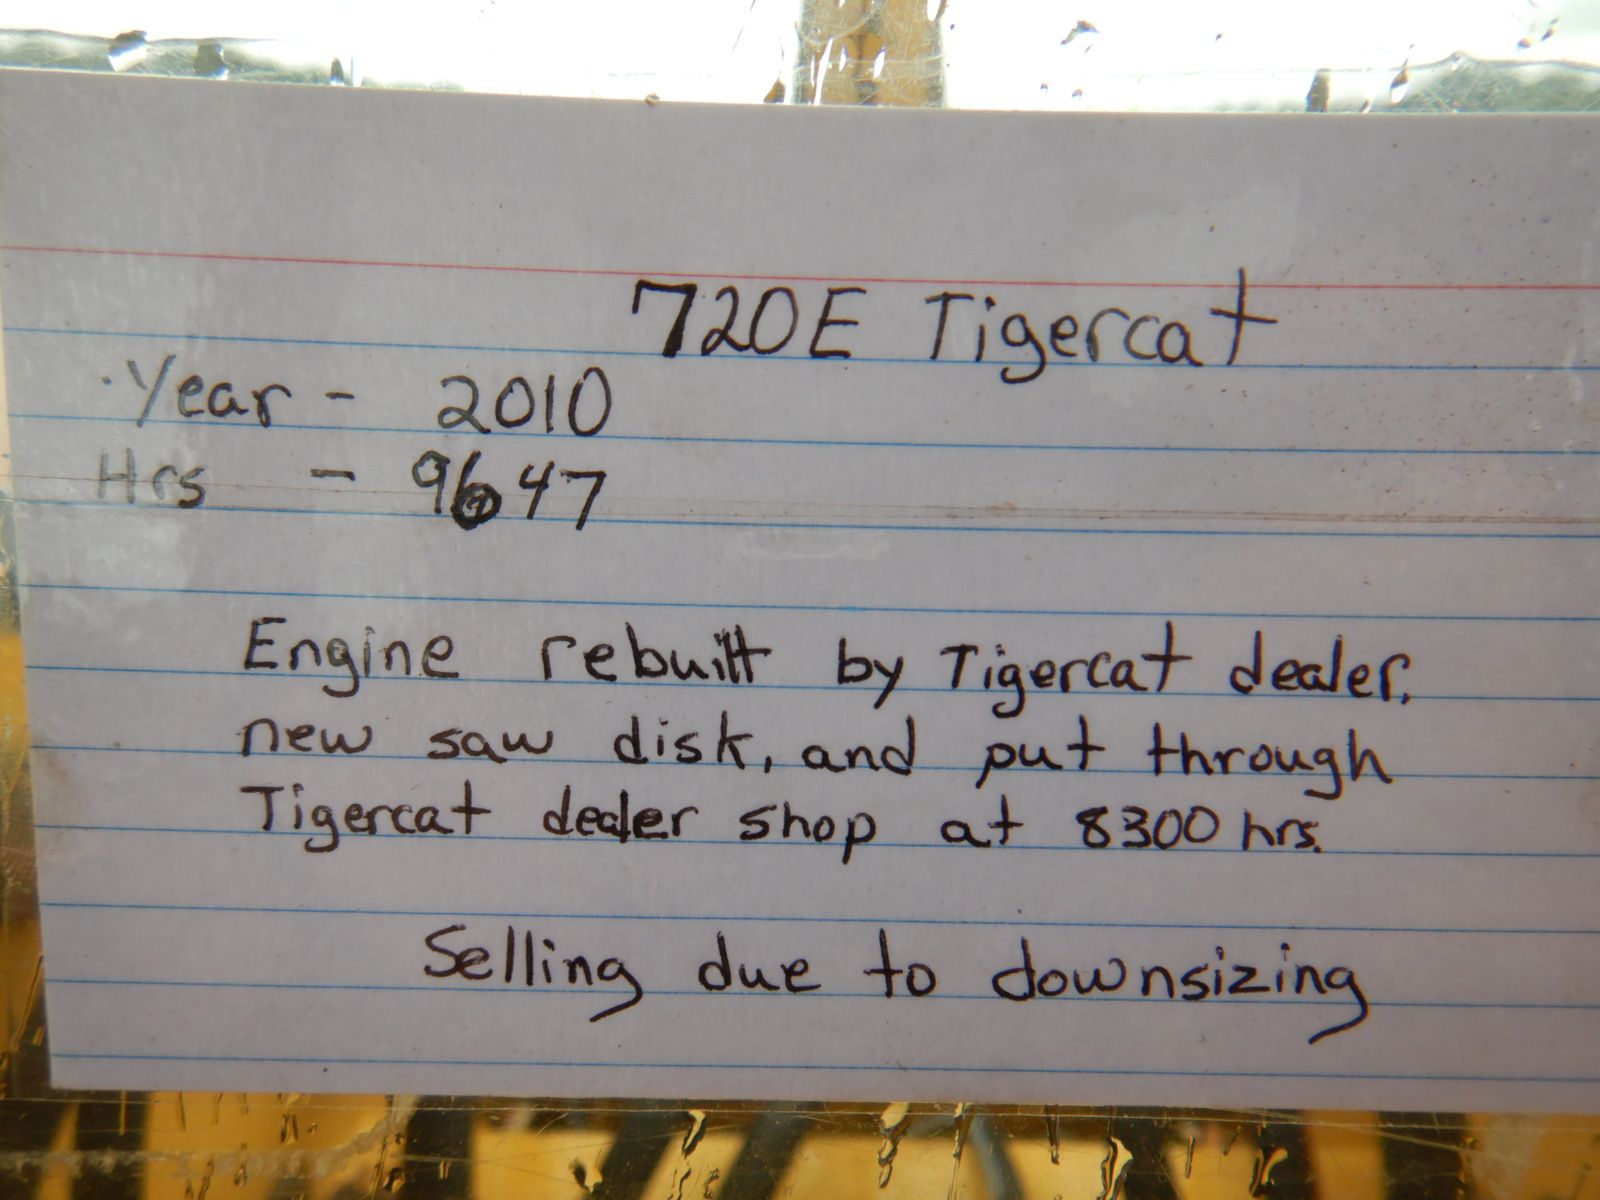 720E Tigercat
Year - 2010
Hrs - 9647
Engine rebuilt by Tigercat dealer,
new saw disk, and put through
Tigercat dealer shop at 8300 hrs.
Selling due to downsizing